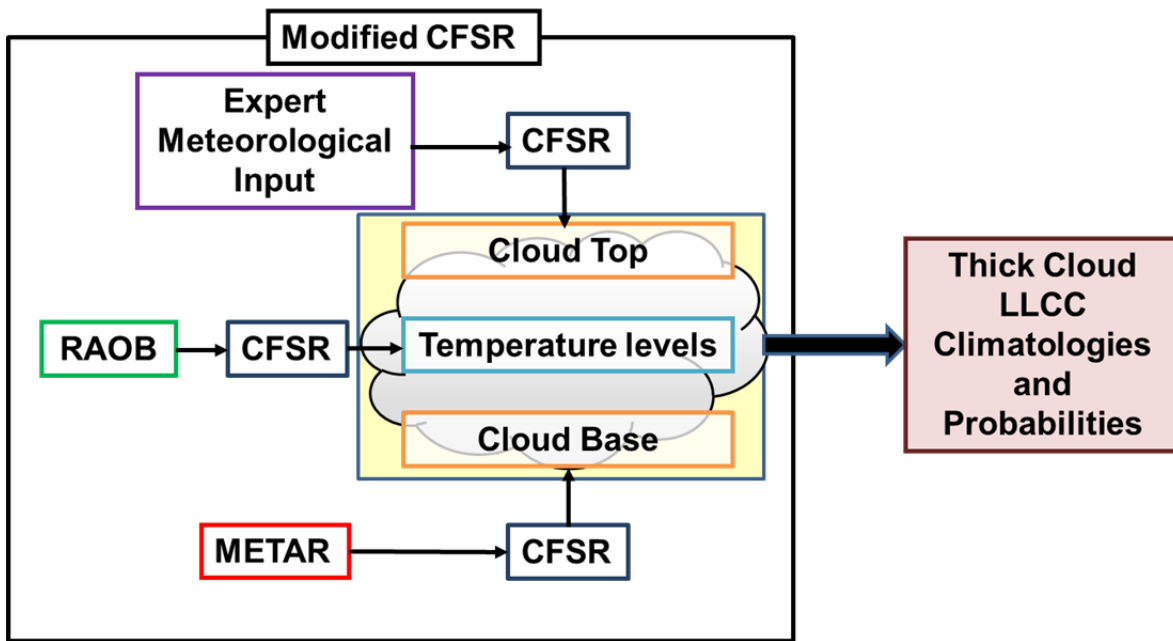 Modified CFSR
Expert
Meteorological
Input
CFSR
Cloud Top
RAOB
CFSR
Temperature levels
Cloud Base
METAR
CFSR
Thick Cloud
LLCC
Climatologies
and
Probabilities